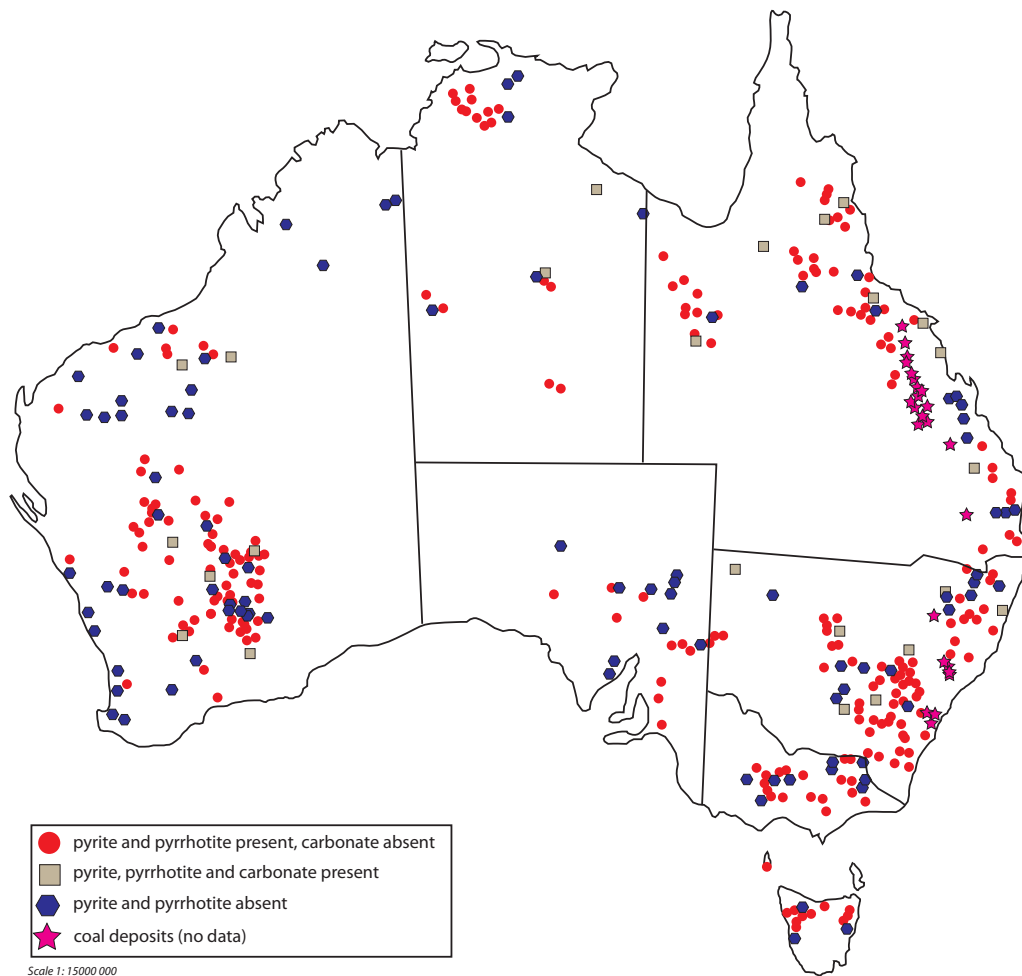 pyrite and pyrrhotite present, carbonate absent
pyrite, pyrrhotite and carbonate present
pyrite and pyrrhotite absent
coal deposits (no data)
Scale 1: 15000 000